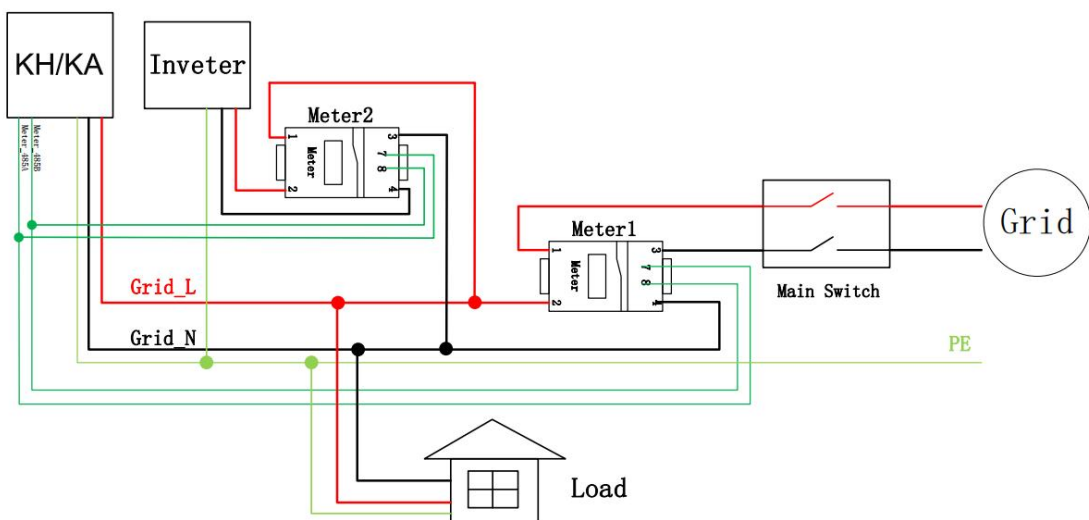 KH/KA
Inveter
Meter_485B
Meter_485A
Meter2
1
2
3
7
8
4
Meter
Meter1
1
2
3
7
8
4
Meter
Main Switch
Grid
Grid_L
Grid_N
PE
Load